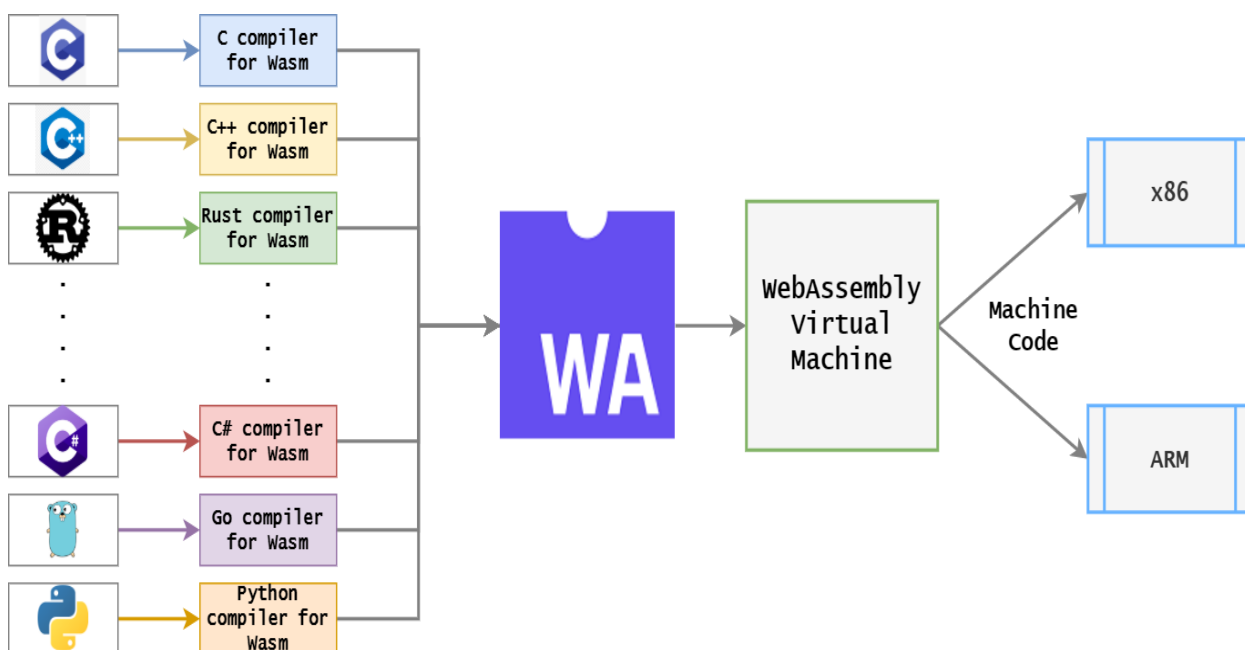 C
C compiler
for Wasm
C++
C++ compiler
for Wasm
R
Rust compiler
for Wasm
C#
C# compiler
for Wasm
Go compiler
for Wasm
Python
compiler for
Wasm
WA
WebAssembly
Virtual
Machine
Machine
Code
x86
ARM